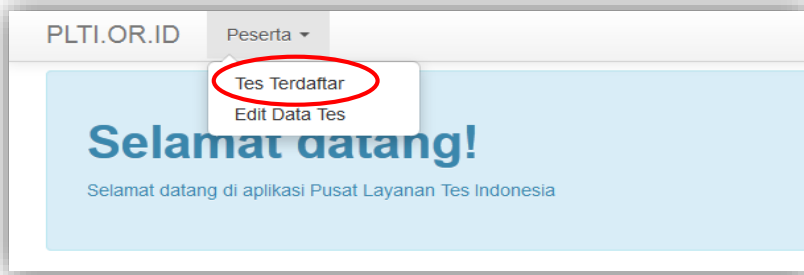 PLTI.OR.ID Peserta
Tes Terdaftar
Edit Data Tes
Selamat datang!
Selamat datang di aplikasi Pusat Layanan Tes Indonesia